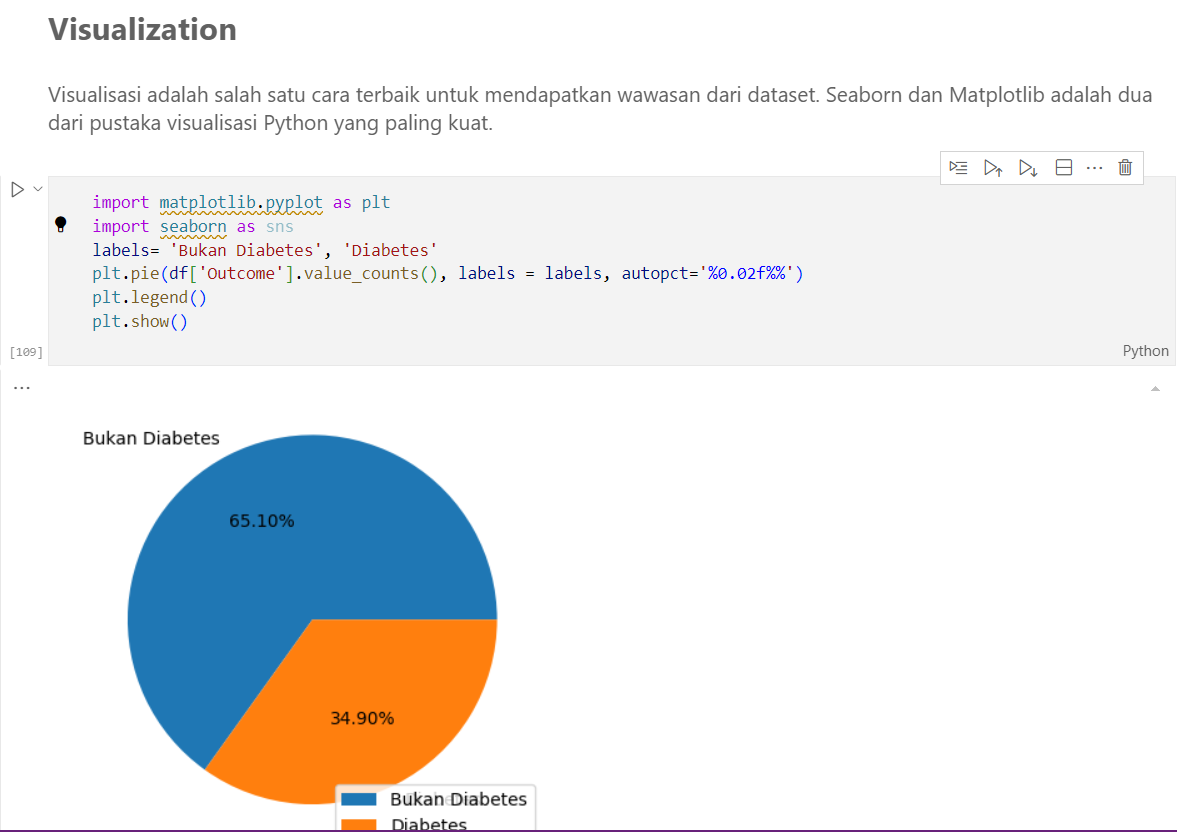 Visualization
Visualisasi adalah salah satu cara terbaik untuk mendapatkan wawasan dari dataset. Seaborn dan Matplotlib adalah dua
dari pustaka visualisasi Python yang paling kuat.
import matplotlib.pyplot as plt
import seaborn as sns
labels= 'Bukan Diabetes', 'Diabetes'
plt.pie(df['Outcome'].value_counts(), labels = labels, autopct='%0.02f%%')
plt.legend()
plt.show()
[109]
Python
Bukan Diabetes
65.10%
34.90%
Bukan Diabetes
Diabetes